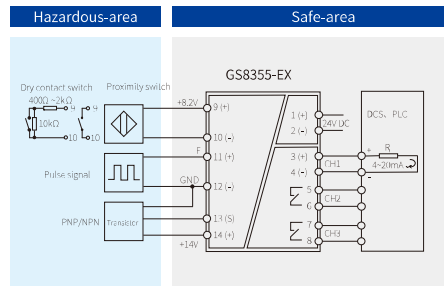 Hazardous-area
Safe-area
GS8355-EX
Dry contact switch
400Ω ~2kΩ
9
9
10kΩ
10
10
Proximity switch
+8.2V
9 (+)
10 (-)
Pulse signal
F
11 (+)
GND
12 (-)
PNP/NPN
Transistor
13 (S)
+14V
14 (+)
1 (+)
2 (-)
24V DC
3 (+)
4 (-)
CH1
5
6
CH2
7
8
CH3
DCS、PLC
+
R
4~20mA
-